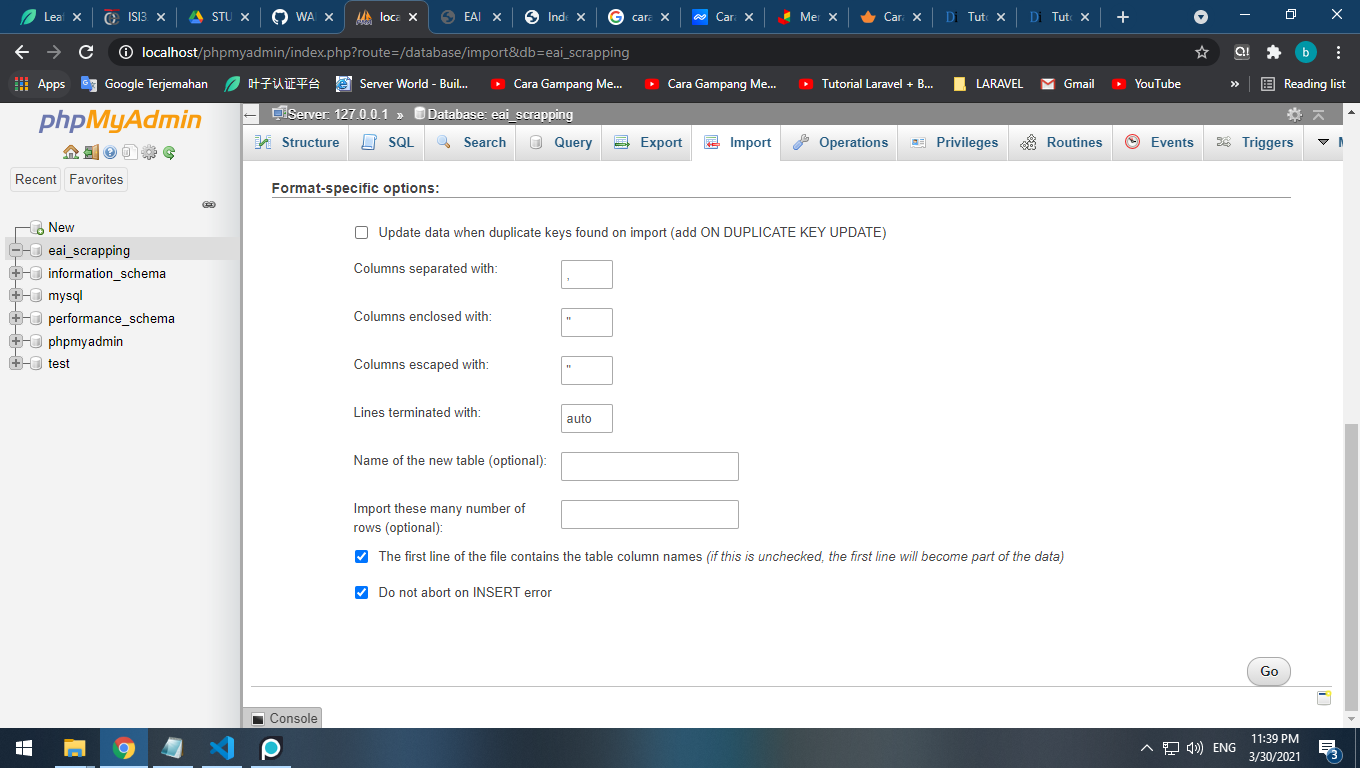 Leaf
ISI3
STU
WAI
loca
EAI
Inde
cara
Cara
Mer
Cara
Tuto
Tuto
localhost/phpmyadmin/index.php?route=/database/import&db=eai_scrapping
b
Apps
Google Terjemahan
叶子认证平台
Server World - Buil...
Cara Gampang Me...
Cara Gampang Me...
Tutorial Laravel + B...
LARAVEL
Gmail
YouTube
»
Reading list
phpMyAdmin
Recent
Favorites
New
eai_scrapping
information_schema
mysql
performance_schema
phpmyadmin
test
Server: 127.0.0.1 » Database: eai_scrapping
Structure
SQL
Search
Query
Export
Import
Operations
Privileges
Routines
Events
Triggers
Format-specific options:
Update data when duplicate keys found on import (add ON DUPLICATE KEY UPDATE)
Columns separated with: ,
Columns enclosed with: "
Columns escaped with: "
Lines terminated with: auto
Name of the new table (optional):
Import these many number of
rows (optional):
The first line of the file contains the table column names (if this is unchecked, the first line will become part of the data)
Do not abort on INSERT error
Go
Console
ENG
11:39 PM
3/30/2021
3